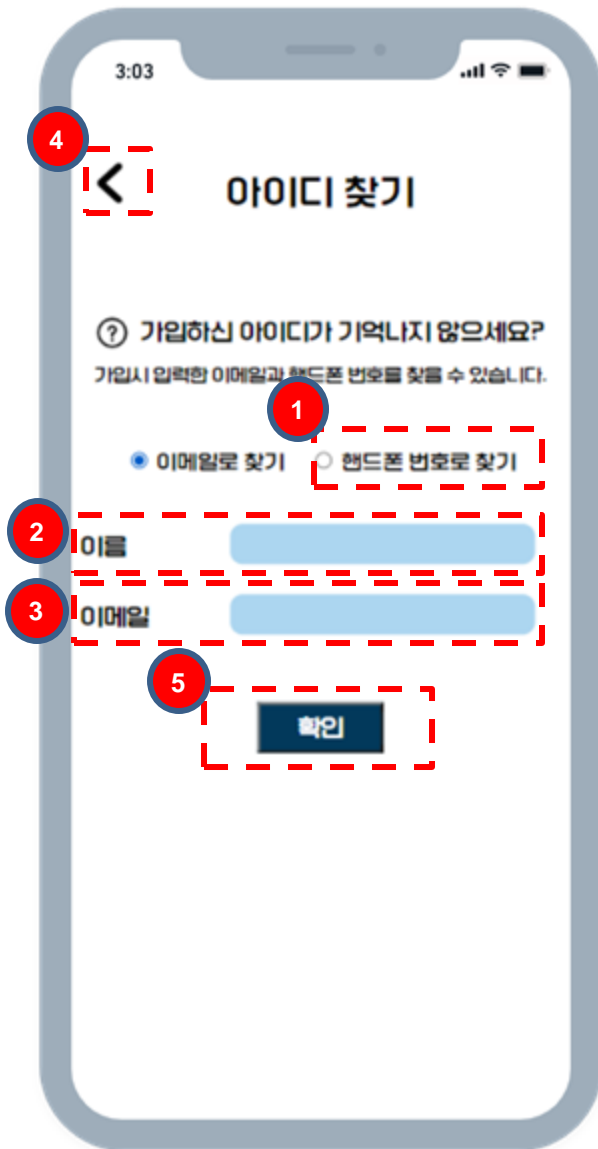 3:03
4
아이디 찾기
? 가입하신 아이디가 기억나지 않으세요?
가입시 입력한 이메일과 핸드폰 번호를 찾을 수 있습니다.
1
이메일로 찾기 핸드폰 번호로 찾기
2 이름
3 이메일
5
확인